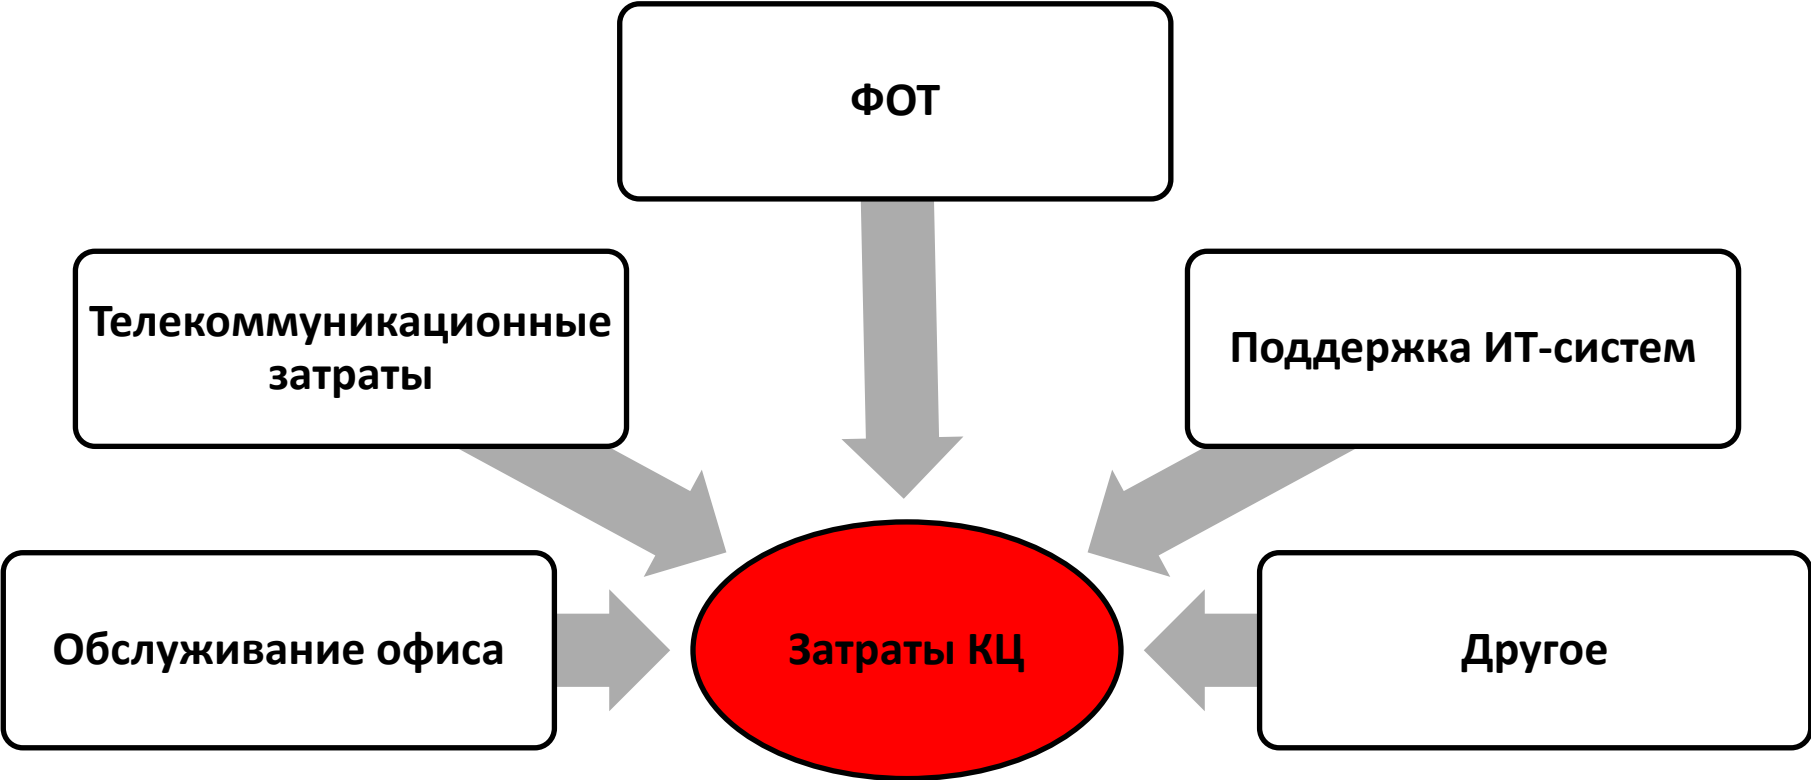 ФОТ
Телекоммуникационные
затраты
Поддержка ИТ-систем
Обслуживание офиса
Затраты КЦ
Другое